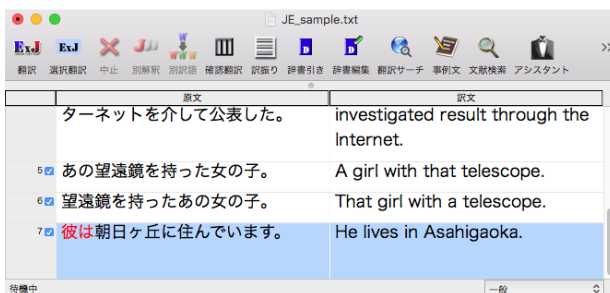 JE_sample.txt
ExJ ExJ JJJ W WWW D D
翻訳 選択翻訳 中止 別解釈 別訳語 確認翻訳 訳振り 辞書引き 辞書編集 翻訳サーチ 事例文 文献検索 アシスタント
原文 訳文
ターネットを介して公表した。 investigated result through the
Internet.
5 あの望遠鏡を持った女の子。 A girl with that telescope.
6 望遠鏡を持ったあの女の子。 That girl with a telescope.
7 彼は朝日ヶ丘に住んでいます。 He lives in Asahigaoka.
待機中 一般